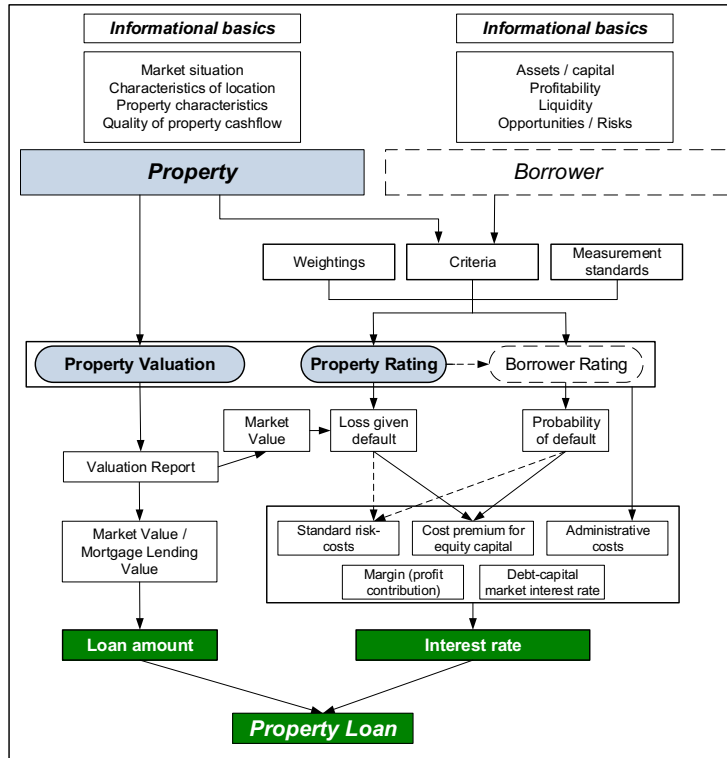 Informational basics
Informational basics
Market situation
Characteristics of location
Property characteristics
Quality of property cashflow
Assets / capital
Profitability
Liquidity
Opportunities / Risks
Property
Borrower
Weightings
Criteria
Measurement
standards
Property Valuation
Property Rating
Borrower Rating
Market
Value
Loss given
default
Probability
of default
Valuation Report
Market Value /
Mortgage Lending
Value
Standard risk-
costs
Cost premium for
equity capital
Administrative
costs
Margin (profit
contribution)
Debt-capital
market interest rate
Loan amount
Interest rate
Property Loan